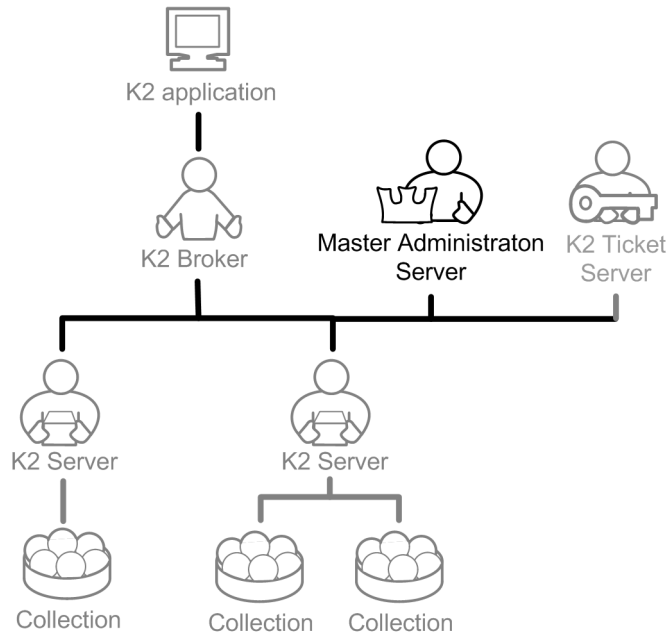 K2 application
K2 Broker
Master Administraton
Server
K2 Ticket
Server
K2 Server
K2 Server
Collection
Collection
Collection